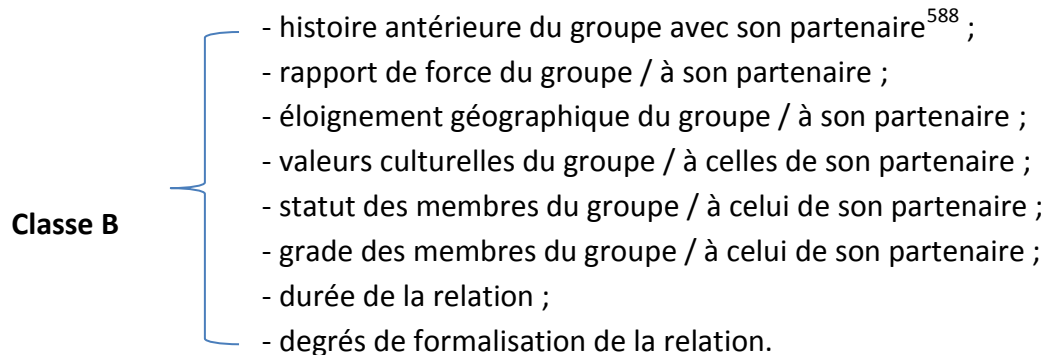 - histoire antérieure du groupe avec son partenaire588 ;
- rapport de force du groupe / à son partenaire ;
- éloignement géographique du groupe / à son partenaire ;
- valeurs culturelles du groupe / à celles de son partenaire ;
Classe B
- statut des membres du groupe / à celui de son partenaire ;
- grade des membres du groupe / à celui de son partenaire ;
- durée de la relation ;
- degrés de formalisation de la relation.